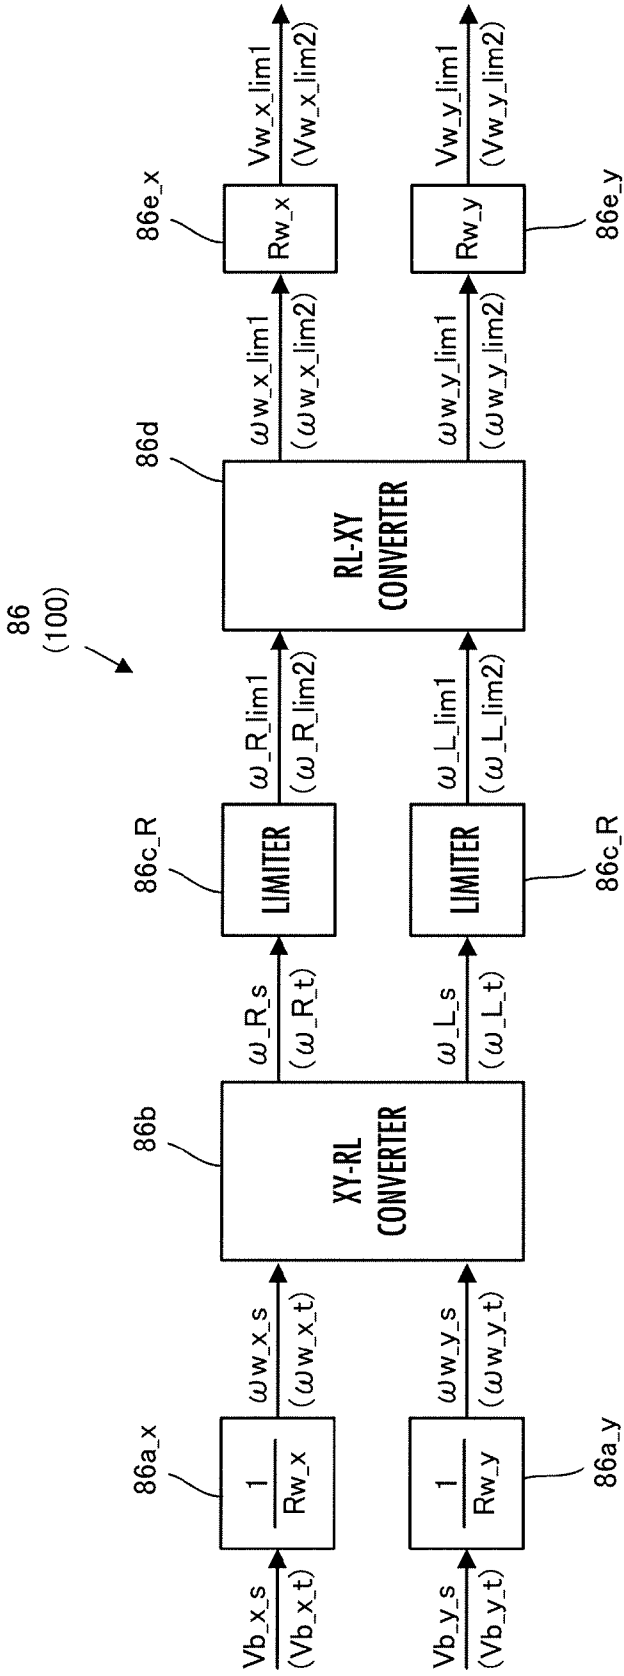 86
(100)
Vb_x_s
(Vb_x_t)
86a_x
1
Rw_x
ωw_x_s
(ωw_x_t)
86b
XY-RL
CONVERTER
ω_R_s
(ω_R_t)
86c_R
LIMITER
ω_R_lim1
(ω_R_lim2)
86d
RL-XY
CONVERTER
ωw_x_lim1
(ωw_x_lim2)
86e_x
Rw_x
Vw_x_lim1
(Vw_x_lim2)
Vb_y_s
(Vb_y_t)
1
Rw_y
86a_y
ωw_y_s
(ωw_y_t)
ω_L_s
(ω_L_t)
LIMITER
86c_R
ω_L_lim1
(ω_L_lim2)
ωw_y_lim1
(ωw_y_lim2)
Rw_y
86e_y
Vw_y_lim1
(Vw_y_lim2)